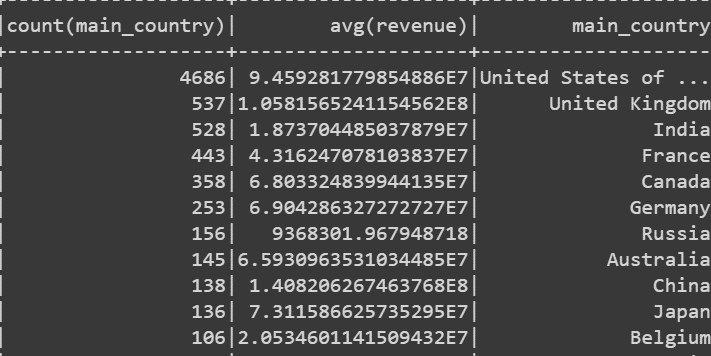 |count(main_country)| avg(revenue)| main_country
4686| 9.459281779854886E7|United States of ...
537|1.0581565241154562E8| United Kingdom
528| 1.873704485037879E7| India
443| 4.316247078103837E7| France
358| 6.803324839944135E7| Canada
253| 6.904286327272727E7| Germany
156| 9368301.967948718| Russia
145|6.5930963531034485E7| Australia
138| 1.408206267463768E8| China
136| 7.311586625735295E7| Japan
106|2.0534601141509432E7| Belgium